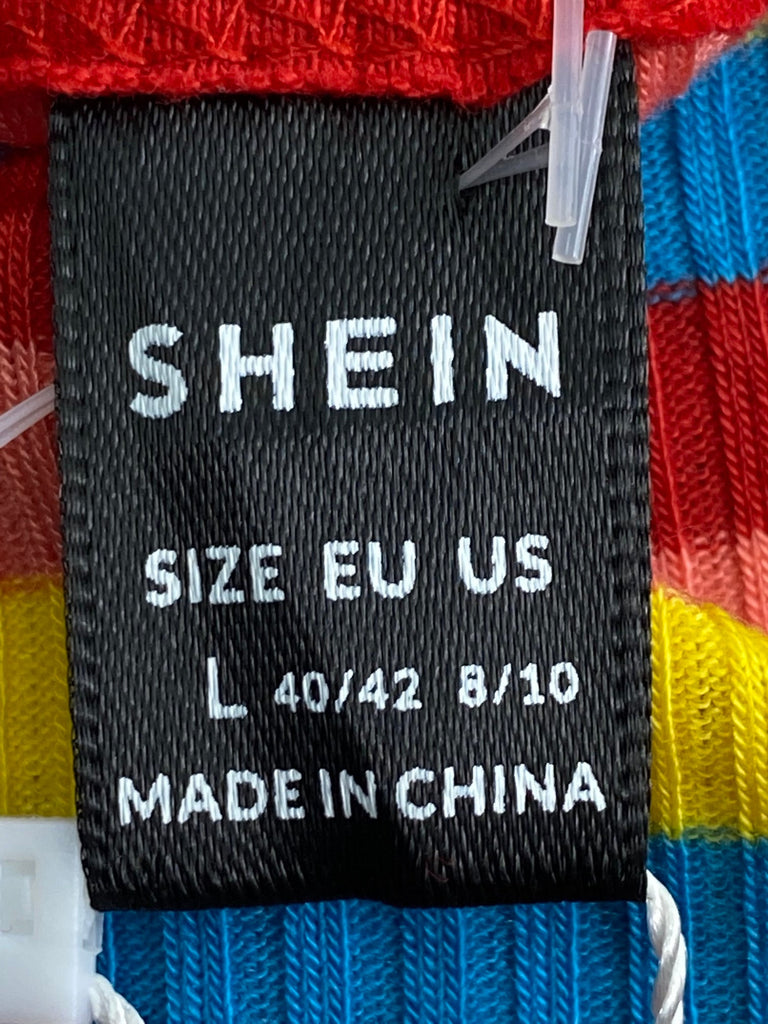 SHEIN
SIZE EU US
L 40/42 8/10
MADE IN CHINA